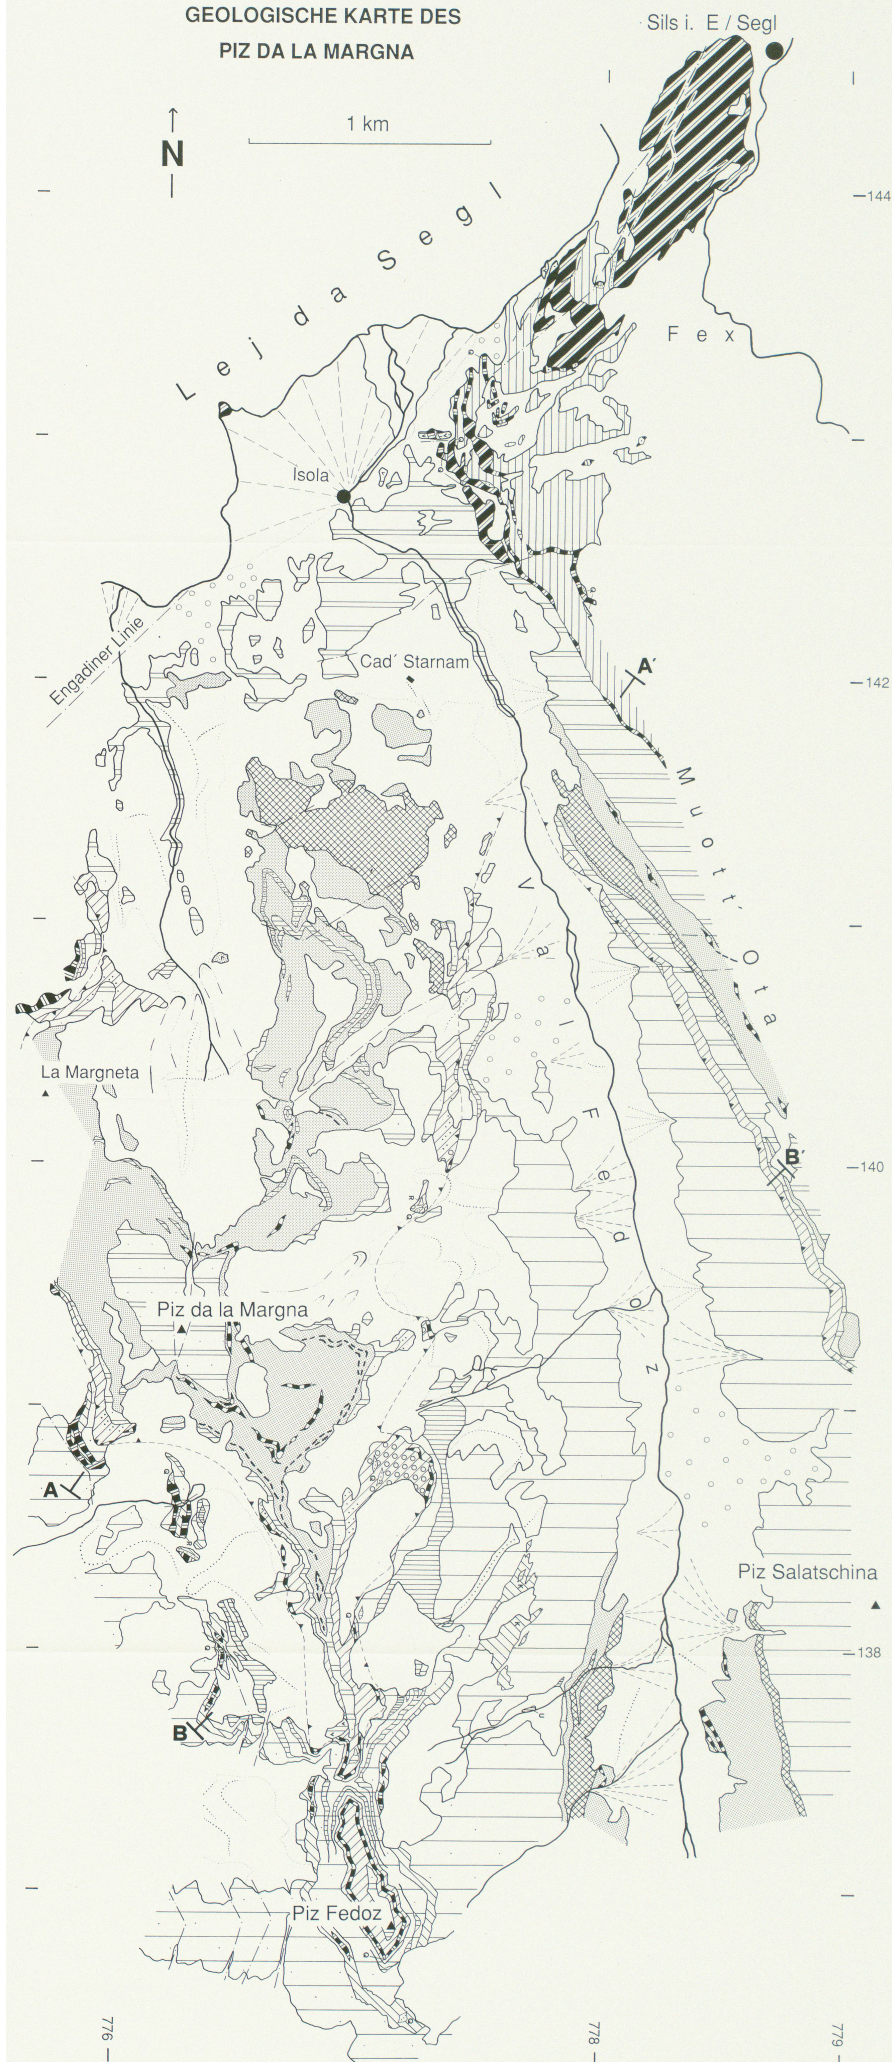 GEOLOGISCHE KARTE DES
PIZ DA LA MARGNA
Sils i. E / Segl
1 km
N
144
Lej da Segl
Fex
Isola
Engadiner Linie
Cad´ Starnam
A´
142
Muott´ Ota
Val Fedoz
La Margneta
B´
140
Piz da la Margna
A
Piz Salatschina
138
B
Piz Fedoz
776
778
779